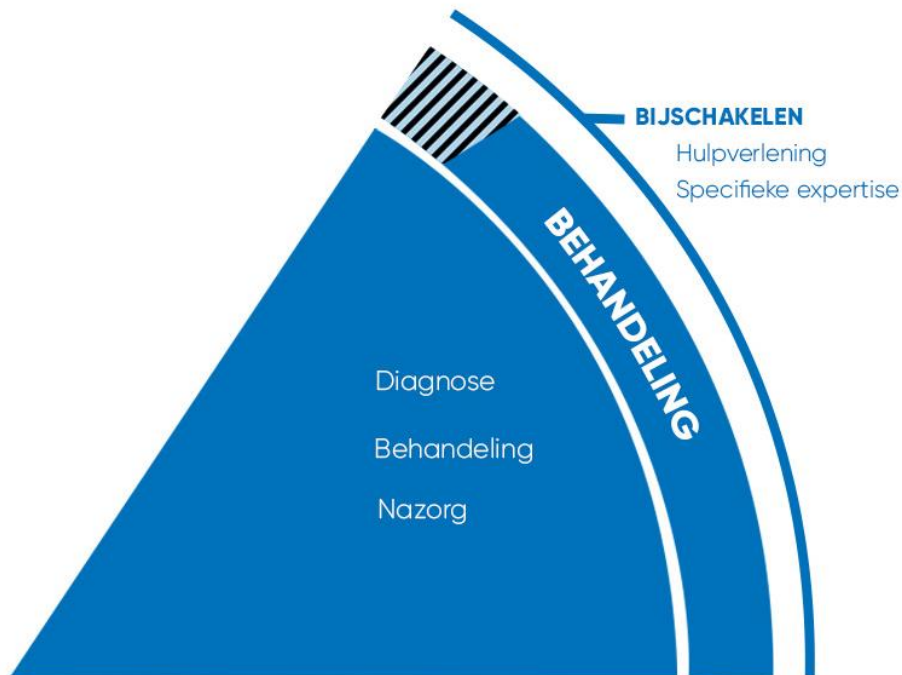 BIJSCHAKELEN
Hulpverlening
Specifieke expertise
BEHANDELING
Diagnose
Behandeling
Nazorg